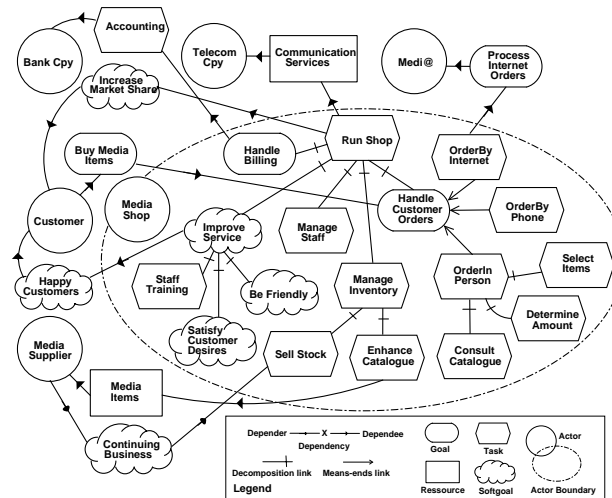 Accounting
Bank Cpy
Telecom
Cpy
Communication
Services
Medi@
Process
Internet
Orders
Increase
Market Share
Run Shop
Buy Media
Items
Handle
Billing
OrderBy
Internet
Customer
Media
Shop
Improve
Service
Manage
Staff
Handle
Customer
Orders
OrderBy
Phone
Happy
Customers
Staff
Training
Be Friendly
Manage
Inventory
OrderIn
Person
Select
Items
Determine
Amount
Media
Supplier
Satisfy
Customer
Desires
Sell Stock
Enhance
Catalogue
Consult
Catalogue
Media
Items
Continuing
Business
Depender
X
Dependee
Dependency
Decomposition link
Means-ends link
Legend
Goal
Task
Ressource
Softgoal
Actor
Actor Boundary